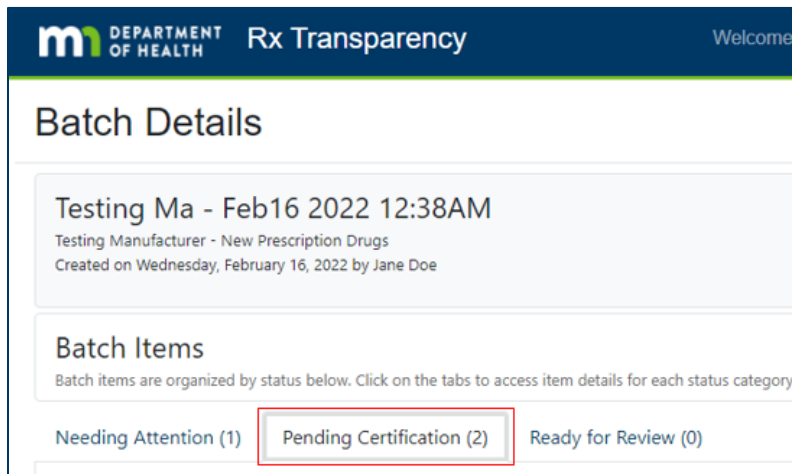 DEPARTMENT
OF HEALTH
Rx Transparency
Welcome
Batch Details
Testing Ma - Feb16 2022 12:38AM
Testing Manufacturer - New Prescription Drugs
Created on Wednesday, February 16, 2022 by Jane Doe
Batch Items
Batch items are organized by status below. Click on the tabs to access item details for each status category
Needing Attention (1) Pending Certification (2) Ready for Review (0)